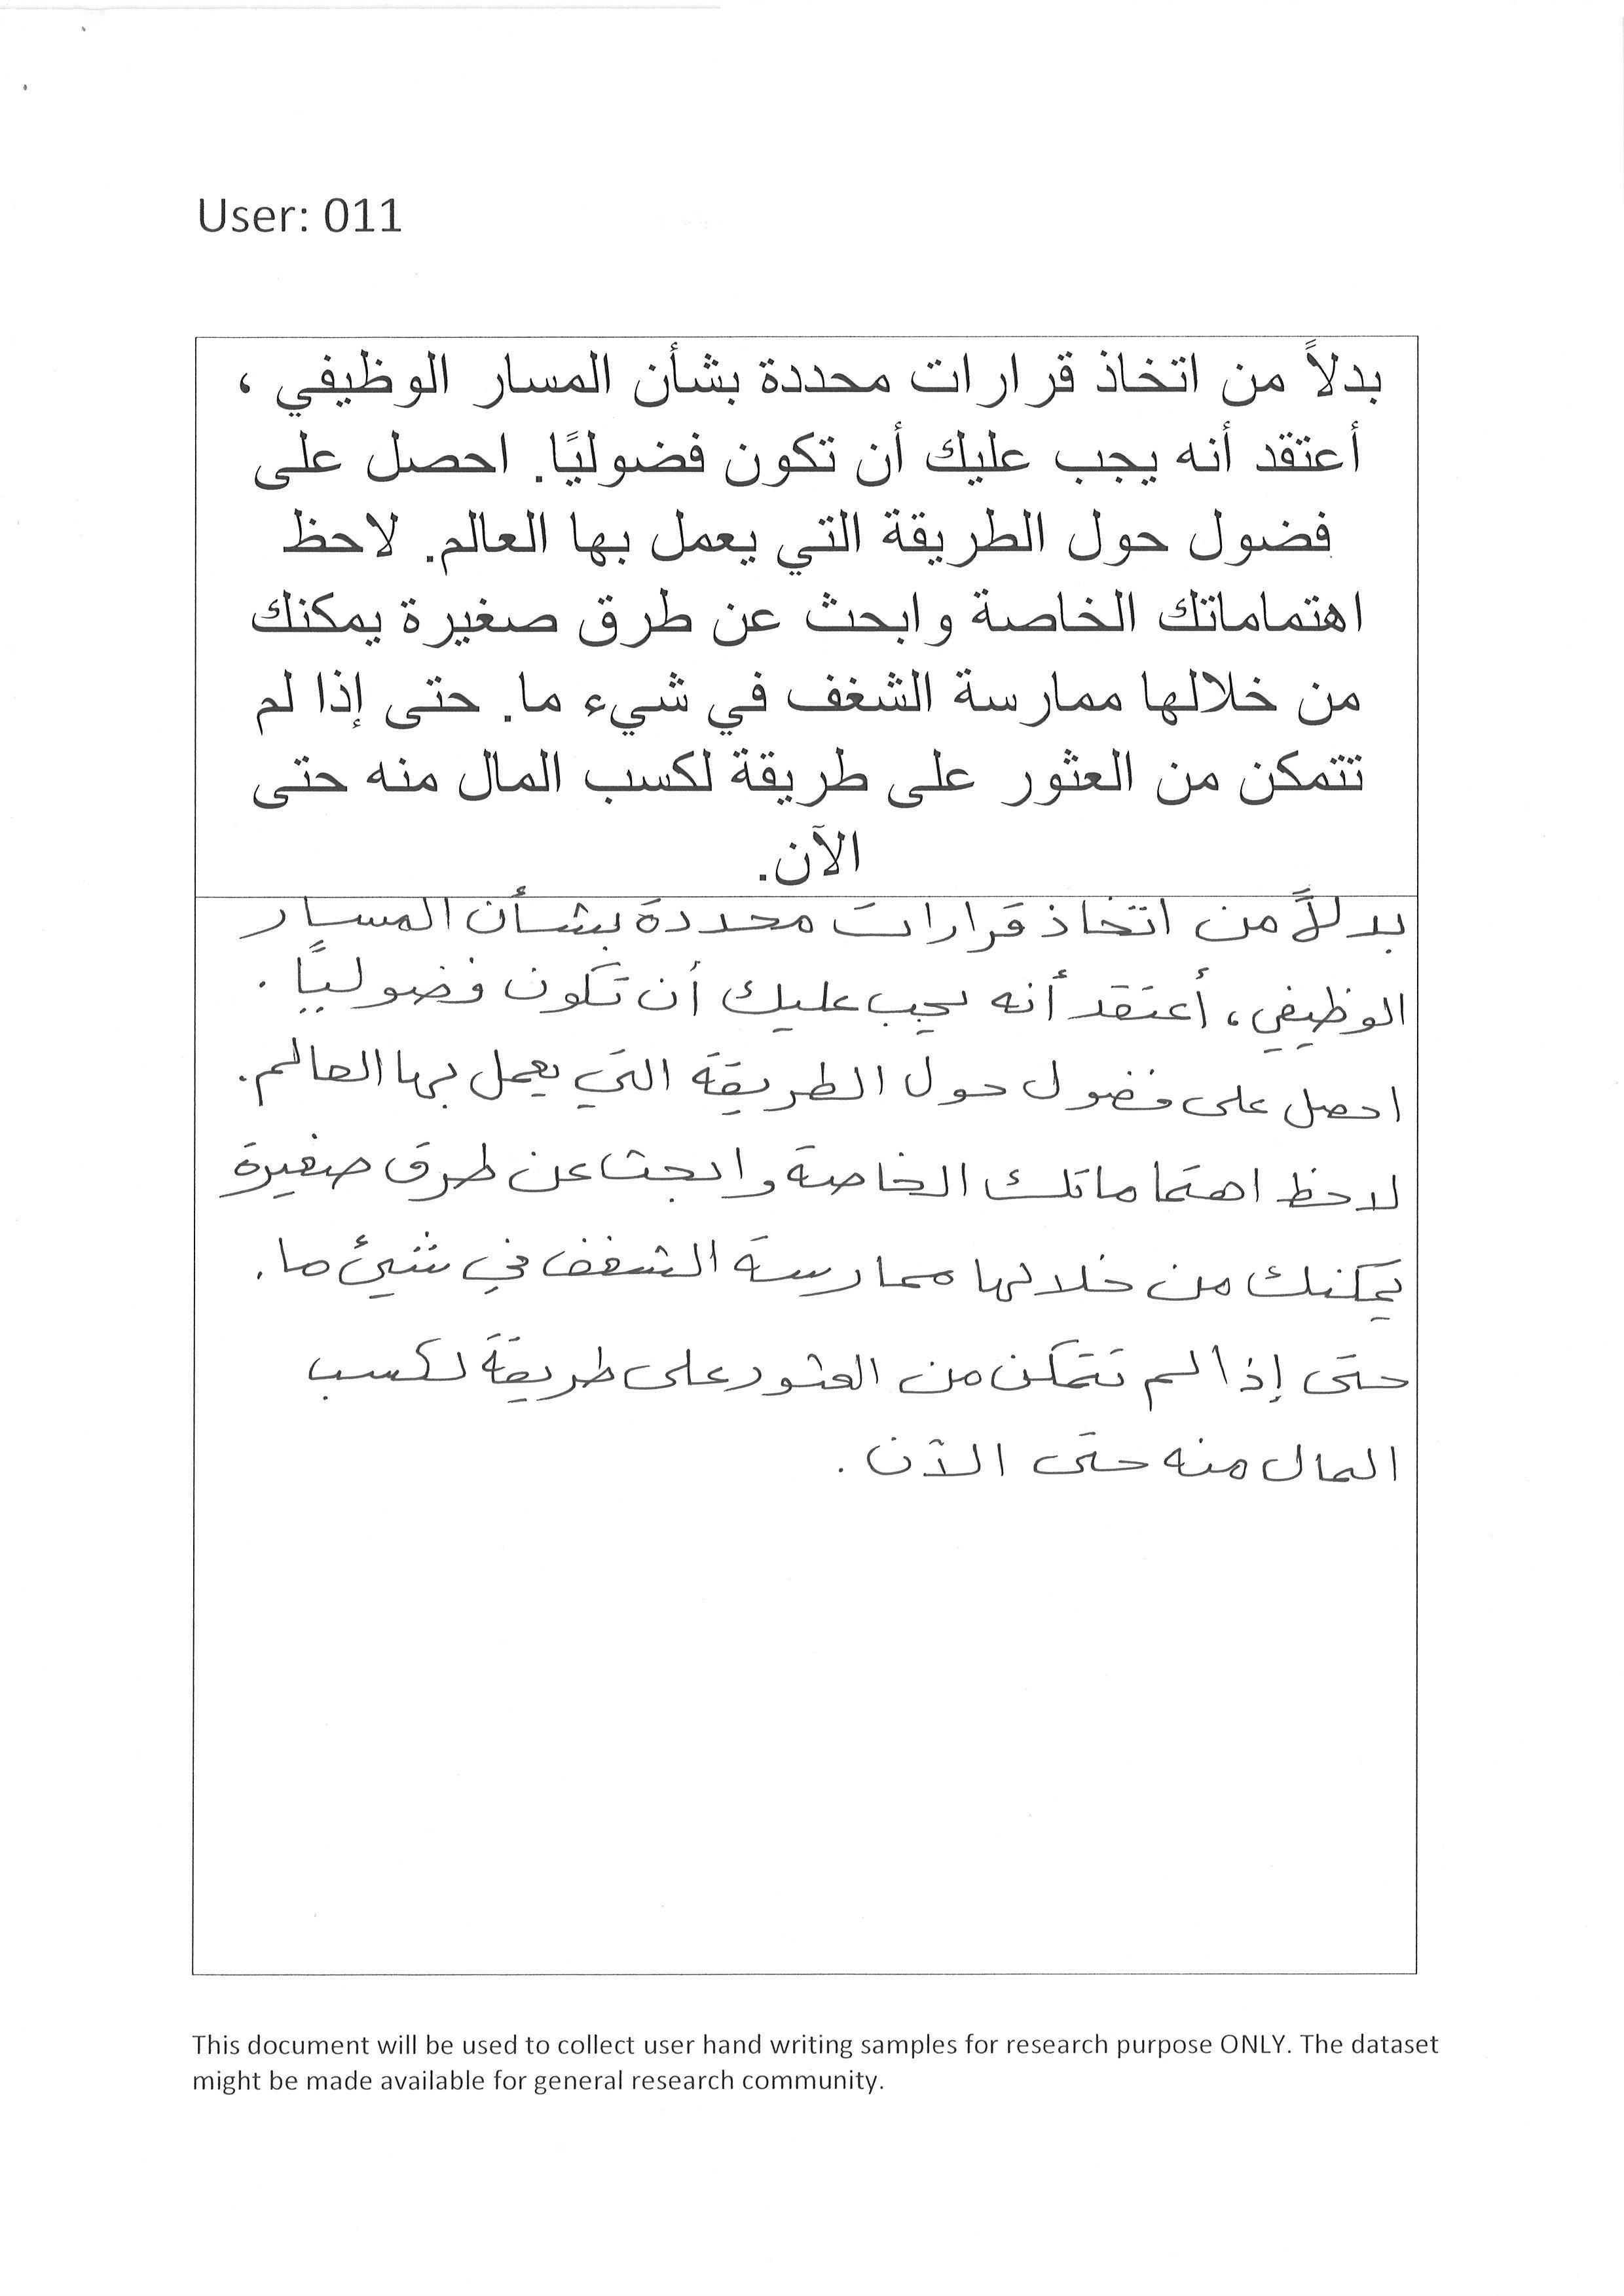 User: 011
بدلاً من اتخاذ قرارات محددة بشأن المسار الوظيفي ،
أعتقد أنه يجب عليك أن تكون فضوليًا. احصل على
فضول حول الطريقة التي يعمل بها العالم. لاحظ
اهتماماتك الخاصة وابحث عن طرق صغيرة يمكنك
من خلالها ممارسة الشغف في شيء ما. حتى إذا لم
تتمكن من العثور على طريقة لكسب المال منه حتى
الآن.
بدلاً من اتخاذ قرارات محددة بشأن المسار
الوظيفي، أعتقد أنه يجب عليك أن تكون فضوليًا .
احصل على فضول حول الطريقة التي يعمل بها العالم.
لاحظ اهتماماتك الخاصة وابحث عن طرق صغيرة
يمكنك من خلالها ممارسة الشغف في شيئ ما.
حتى إذا لم تتمكن من العثور على طريقة لكسب
المال منه حتى الآن .
This document will be used to collect user hand writing samples for research purpose ONLY. The dataset
might be made available for general research community.